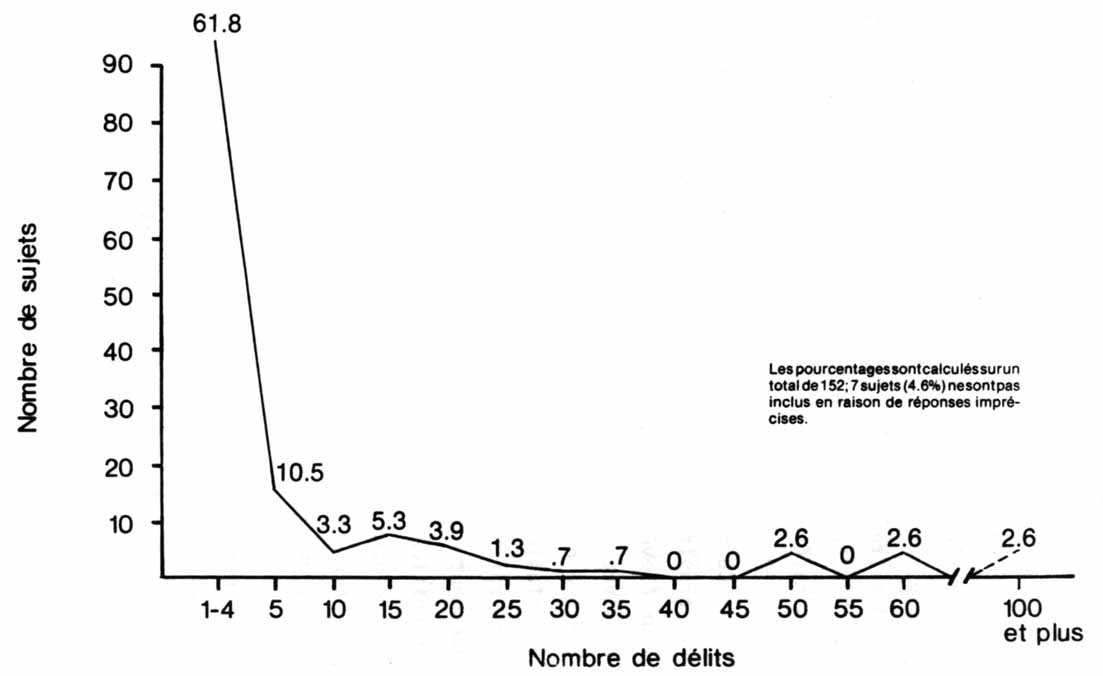 61.8
90
80
70
60
50
40
30
20
10
Nombre de sujets
10.5
3.3
5.3
3.9
1.3
.7
.7
0
0
2.6
0
2.6
2.6
Les pourcentages sont calculés sur un
total de 152; 7 sujets (4.6%) ne sont pas
inclus en raison de réponses impré-
cises.
1-4 5 10 15 20 25 30 35 40 45 50 55 60 100
et plus
Nombre de délits